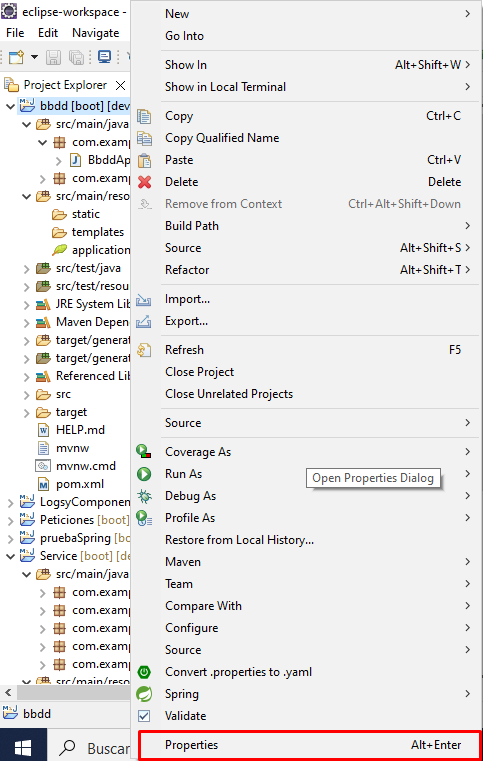 eclipse-workspace -
File Edit Navigate
Project Explorer
bbdd [boot] [dev
src/main/java
com.examp
BbddAp
com.examp
src/main/reso
static
templates
application
src/test/java
src/test/resou
JRE System Lib
Maven Depen
target/generat
target/generat
Referenced Lib
src
target
HELP.md
mvnw
mvnw.cmd
pom.xml
LogsyComponen
Peticiones [boot]
pruebaSpring [bo
Service [boot] [de
src/main/java
com.examp
com.examp
com.examp
com.examp
src/main/reso
bbdd
Buscar
New
Go Into
Show In Alt+Shift+W
Show in Local Terminal
Copy Ctrl+C
Copy Qualified Name
Paste Ctrl+V
Delete Delete
Remove from Context Ctrl+Alt+Shift+Down
Build Path
Source Alt+Shift+S
Refactor Alt+Shift+T
Import...
Export...
Refresh F5
Close Project
Close Unrelated Projects
Source
Coverage As
Run As
Open Properties Dialog
Debug As
Profile As
Restore from Local History...
Maven
Team
Compare With
Configure
Source
Convert .properties to .yaml
Spring
Validate
Properties Alt+Enter